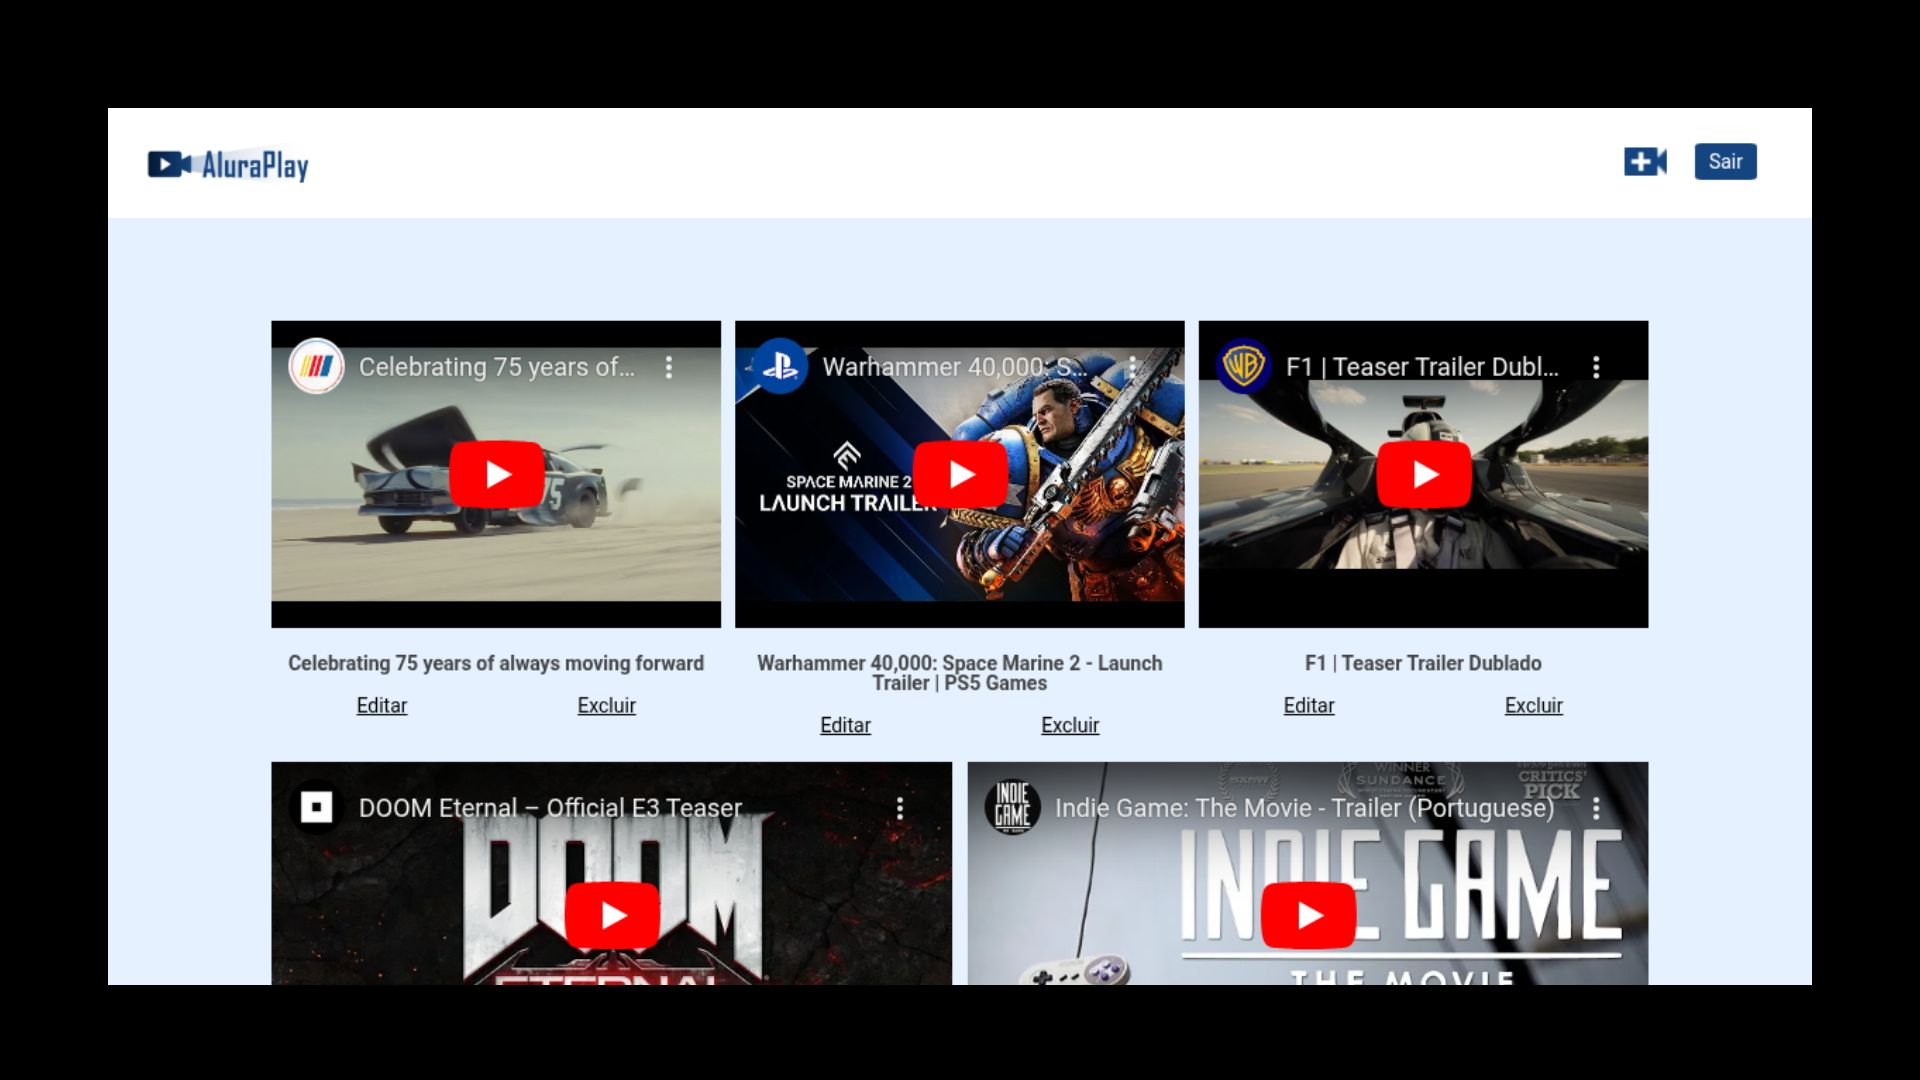 AluraPlay
Sair
Celebrating 75 years of...
Warhammer 40,000: S...
F1 | Teaser Trailer Dubl...
75
SPACE MARINE 2
LAUNCH TRAILER
Celebrating 75 years of always moving forward
Warhammer 40,000: Space Marine 2 - Launch
Trailer | PS5 Games
F1 | Teaser Trailer Dublado
Editar
Excluir
Editar
Excluir
Editar
Excluir
DOOM Eternal – Official E3 Teaser
DOOM
ETERNAL
INDIE
GAME
Indie Game: The Movie - Trailer (Portuguese)
WINNER
SUNDANCE
CRITICS'
PICK
INDIE GAME
THE MOVIE